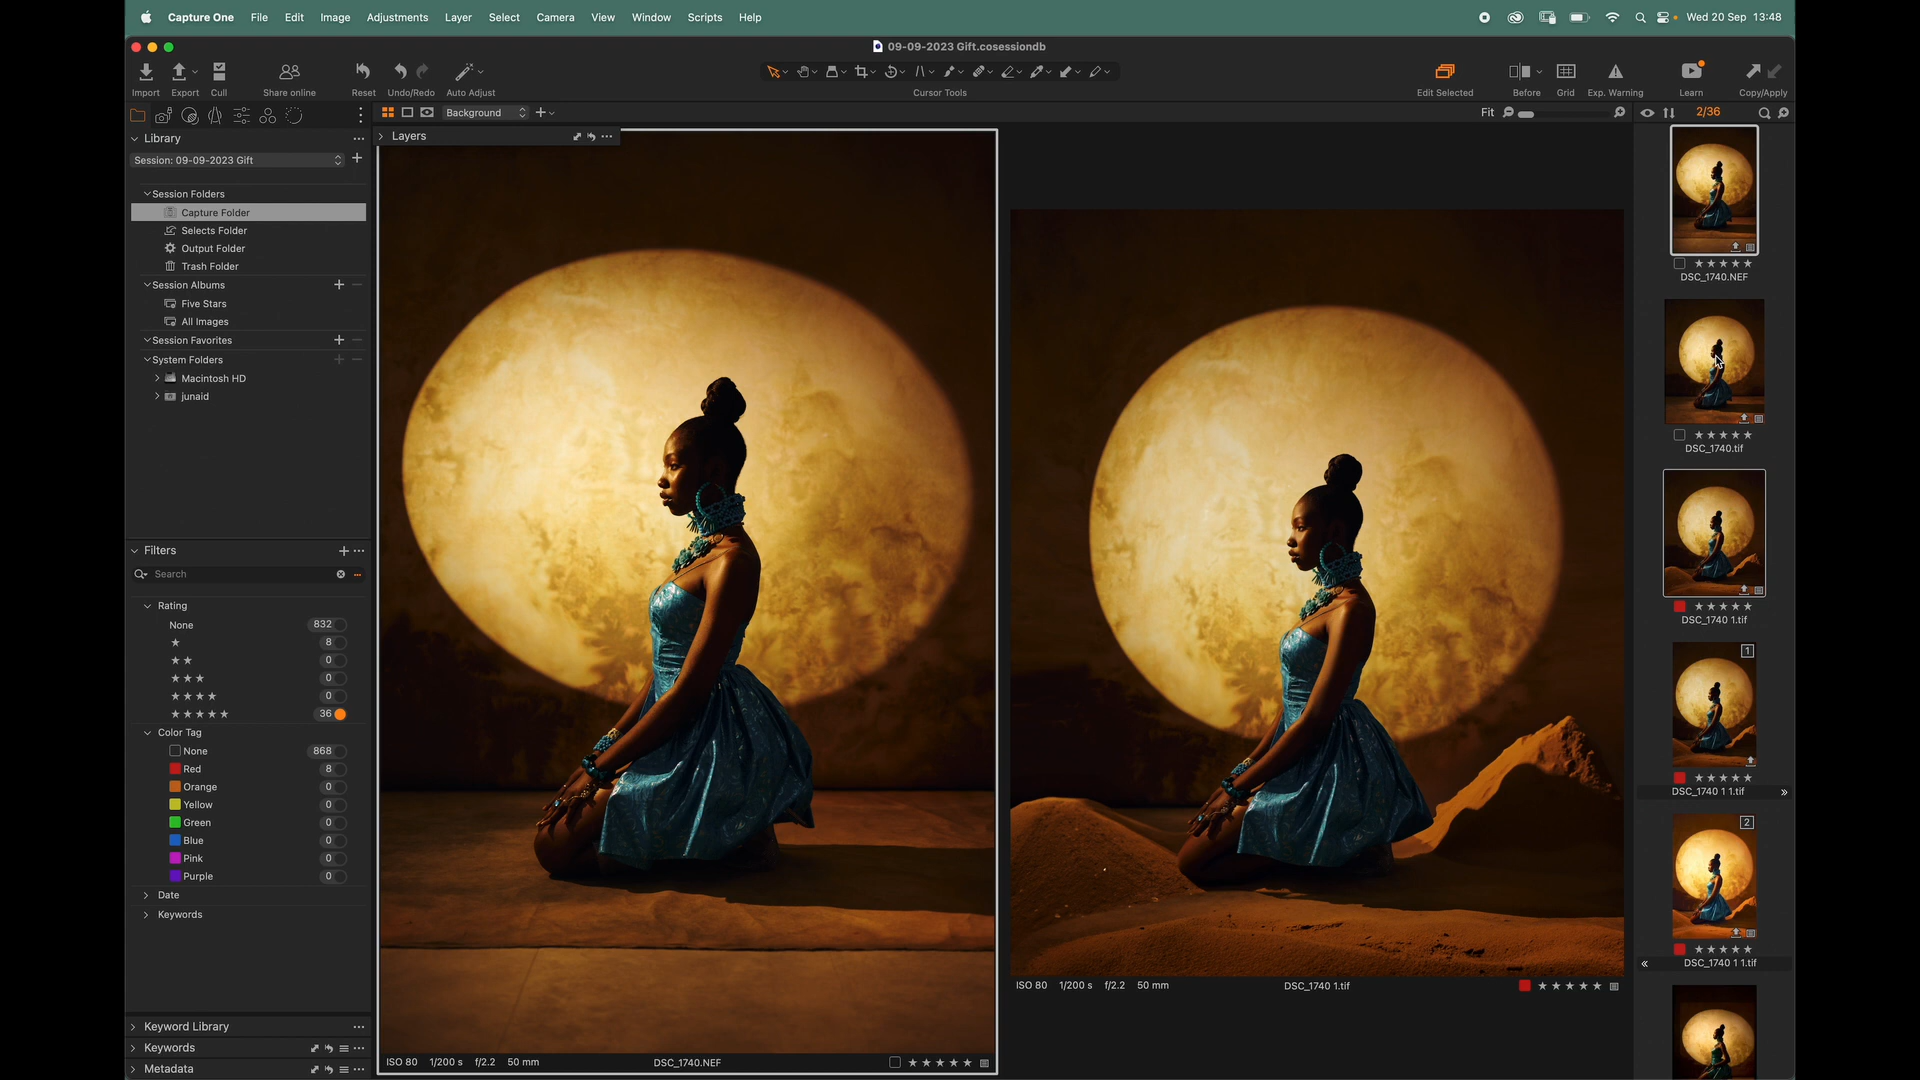 Capture One File Edit Image Adjustments Layer Select Camera View Window Scripts Help Wed 20 Sep 13:48
09-09-2023 Gift.cosessiondb
Import Export Cull Share online Reset Undo/Redo Auto Adjust Cursor Tools Edit Selected Before Grid Exp. Warning Learn Copy/Apply
Background Fit 2/36
Library
Layers
Session: 09-09-2023 Gift
Session Folders
Capture Folder
Selects Folder
Output Folder
Trash Folder
Session Albums
Five Stars
All Images
Session Favorites
System Folders
Macintosh HD
junaid
Filters
Search
Rating
None 832
★ 8
★★ 0
★★★ 0
★★★★ 0
★★★★★ 36
Color Tag
None 868
Red 8
Orange 0
Yellow 0
Green 0
Blue 0
Pink 0
Purple 0
Date
Keywords
Keyword Library
Keywords
Metadata
ISO 80 1/200 s f/2.2 50 mm DSC_1740.NEF
ISO 80 1/200 s f/2.2 50 mm DSC_1740 1.tif
DSC_1740.NEF
DSC_1740.tif
DSC_1740 1.tif
1
DSC_1740 1 1.tif
2
DSC_1740 1 1.tif